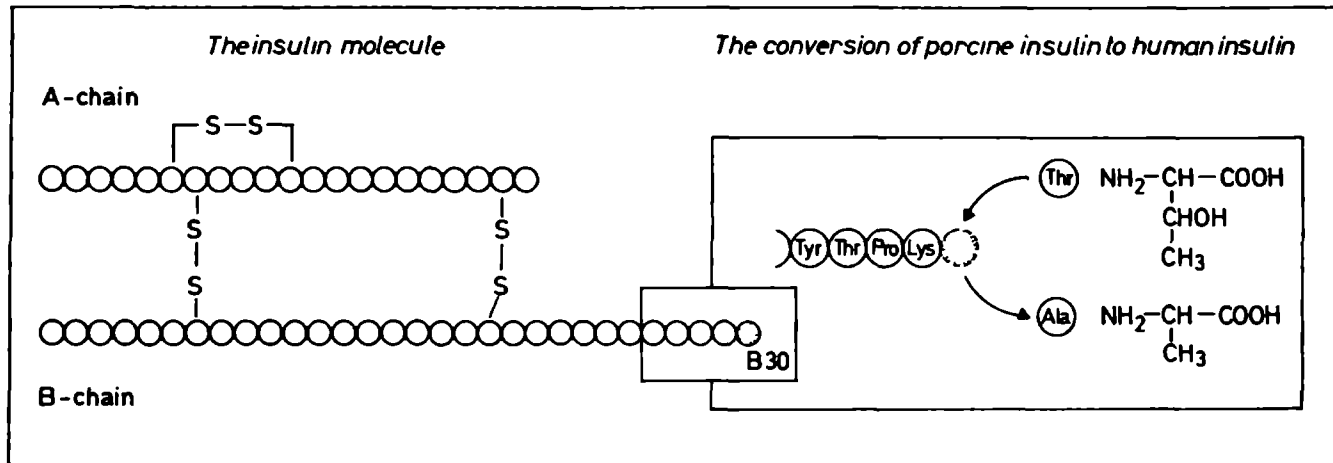 The insulin molecule
The conversion of porcine insulin to human insulin
A-chain
S-S
S
S
S
S
B30
B-chain
Tyr Thr Pro Lys
Thr NH2-CH-COOH
CHOH
CH3
Ala NH2-CH-COOH
CH3